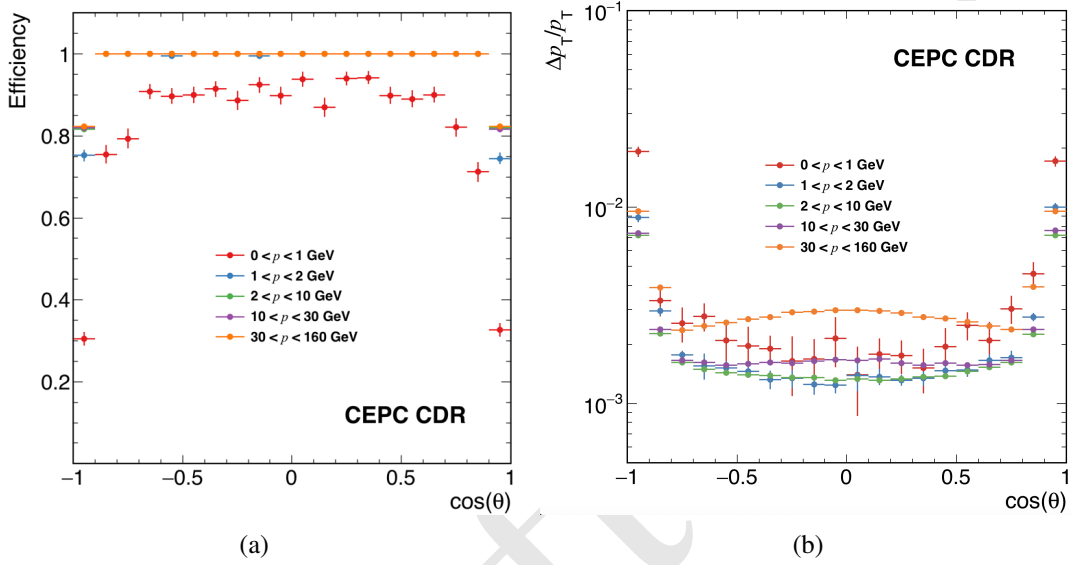 Efficiency
1
0.8
0.6
0.4
0.2
0 < p < 1 GeV
1 < p < 2 GeV
2 < p < 10 GeV
10 < p < 30 GeV
30 < p < 160 GeV
CEPC CDR
−1 −0.5 0 0.5 1
cos(θ)
(a)
Δp_T/p_T
10⁻¹
CEPC CDR
0 < p < 1 GeV
1 < p < 2 GeV
2 < p < 10 GeV
10 < p < 30 GeV
30 < p < 160 GeV
10⁻²
10⁻³
−1 −0.5 0 0.5 1
cos(θ)
(b)